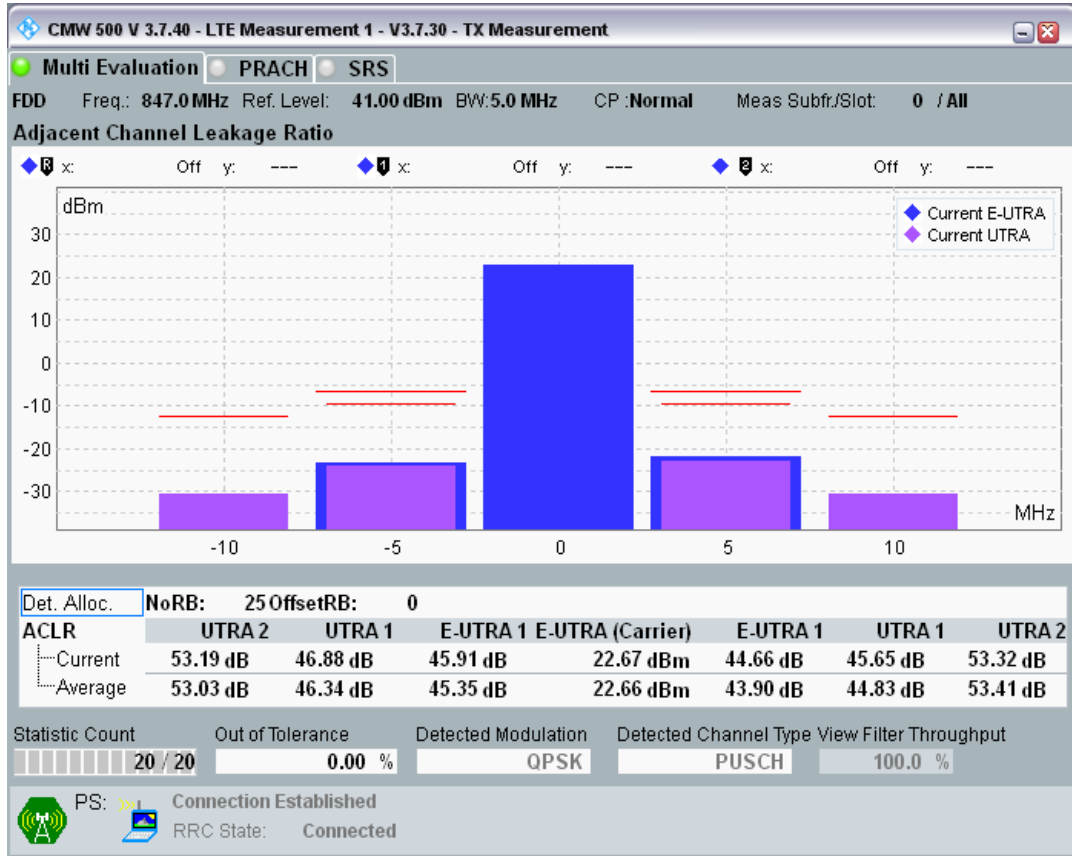 CMW 500 V 3.7.40 - LTE Measurement 1 - V3.7.30 - TX Measurement
Multi Evaluation PRACH SRS
FDD Freq.: 847.0 MHz Ref. Level: 41.00 dBm BW: 5.0 MHz CP : Normal Meas Subfr./Slot: 0 / All
Adjacent Channel Leakage Ratio
R x: Off y: --- 1 x: Off y: --- 2 x: Off y: ---
dBm
Current E-UTRA
Current UTRA
30
20
10
0
-10
-20
-30
MHz
-10 -5 0 5 10
Det. Alloc. NoRB: 25 OffsetRB: 0
ACLR UTRA 2 UTRA 1 E-UTRA 1 E-UTRA (Carrier) E-UTRA 1 UTRA 1 UTRA 2
Current 53.19 dB 46.88 dB 45.91 dB 22.67 dBm 44.66 dB 45.65 dB 53.32 dB
Average 53.03 dB 46.34 dB 45.35 dB 22.66 dBm 43.90 dB 44.83 dB 53.41 dB
Statistic Count Out of Tolerance Detected Modulation Detected Channel Type View Filter Throughput
20 / 20 0.00 % QPSK PUSCH 100.0 %
PS: Connection Established
RRC State: Connected